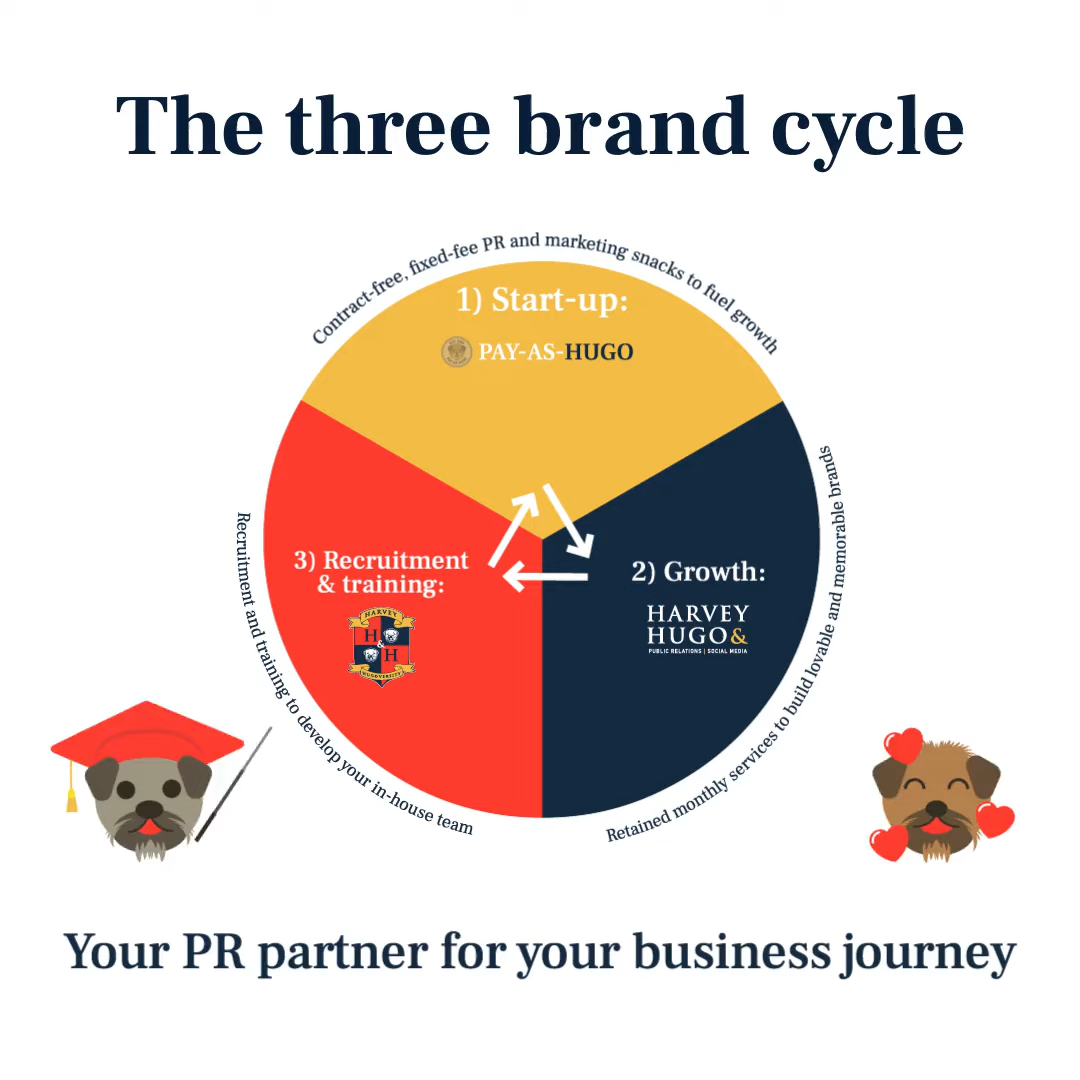 The three brand cycle
Contract-free, fixed-fee PR and marketing snacks to fuel growth
1) Start-up:
PAY-AS-HUGO
2) Growth:
HARVEY
HUGO&
PUBLIC RELATIONS | SOCIAL MEDIA
Retained monthly services to build lovable and memorable brands
3) Recruitment
& training:
HARVEY
H
&
H
HUGOVERSITY
Recruitment and training to develop your in-house team
Your PR partner for your business journey